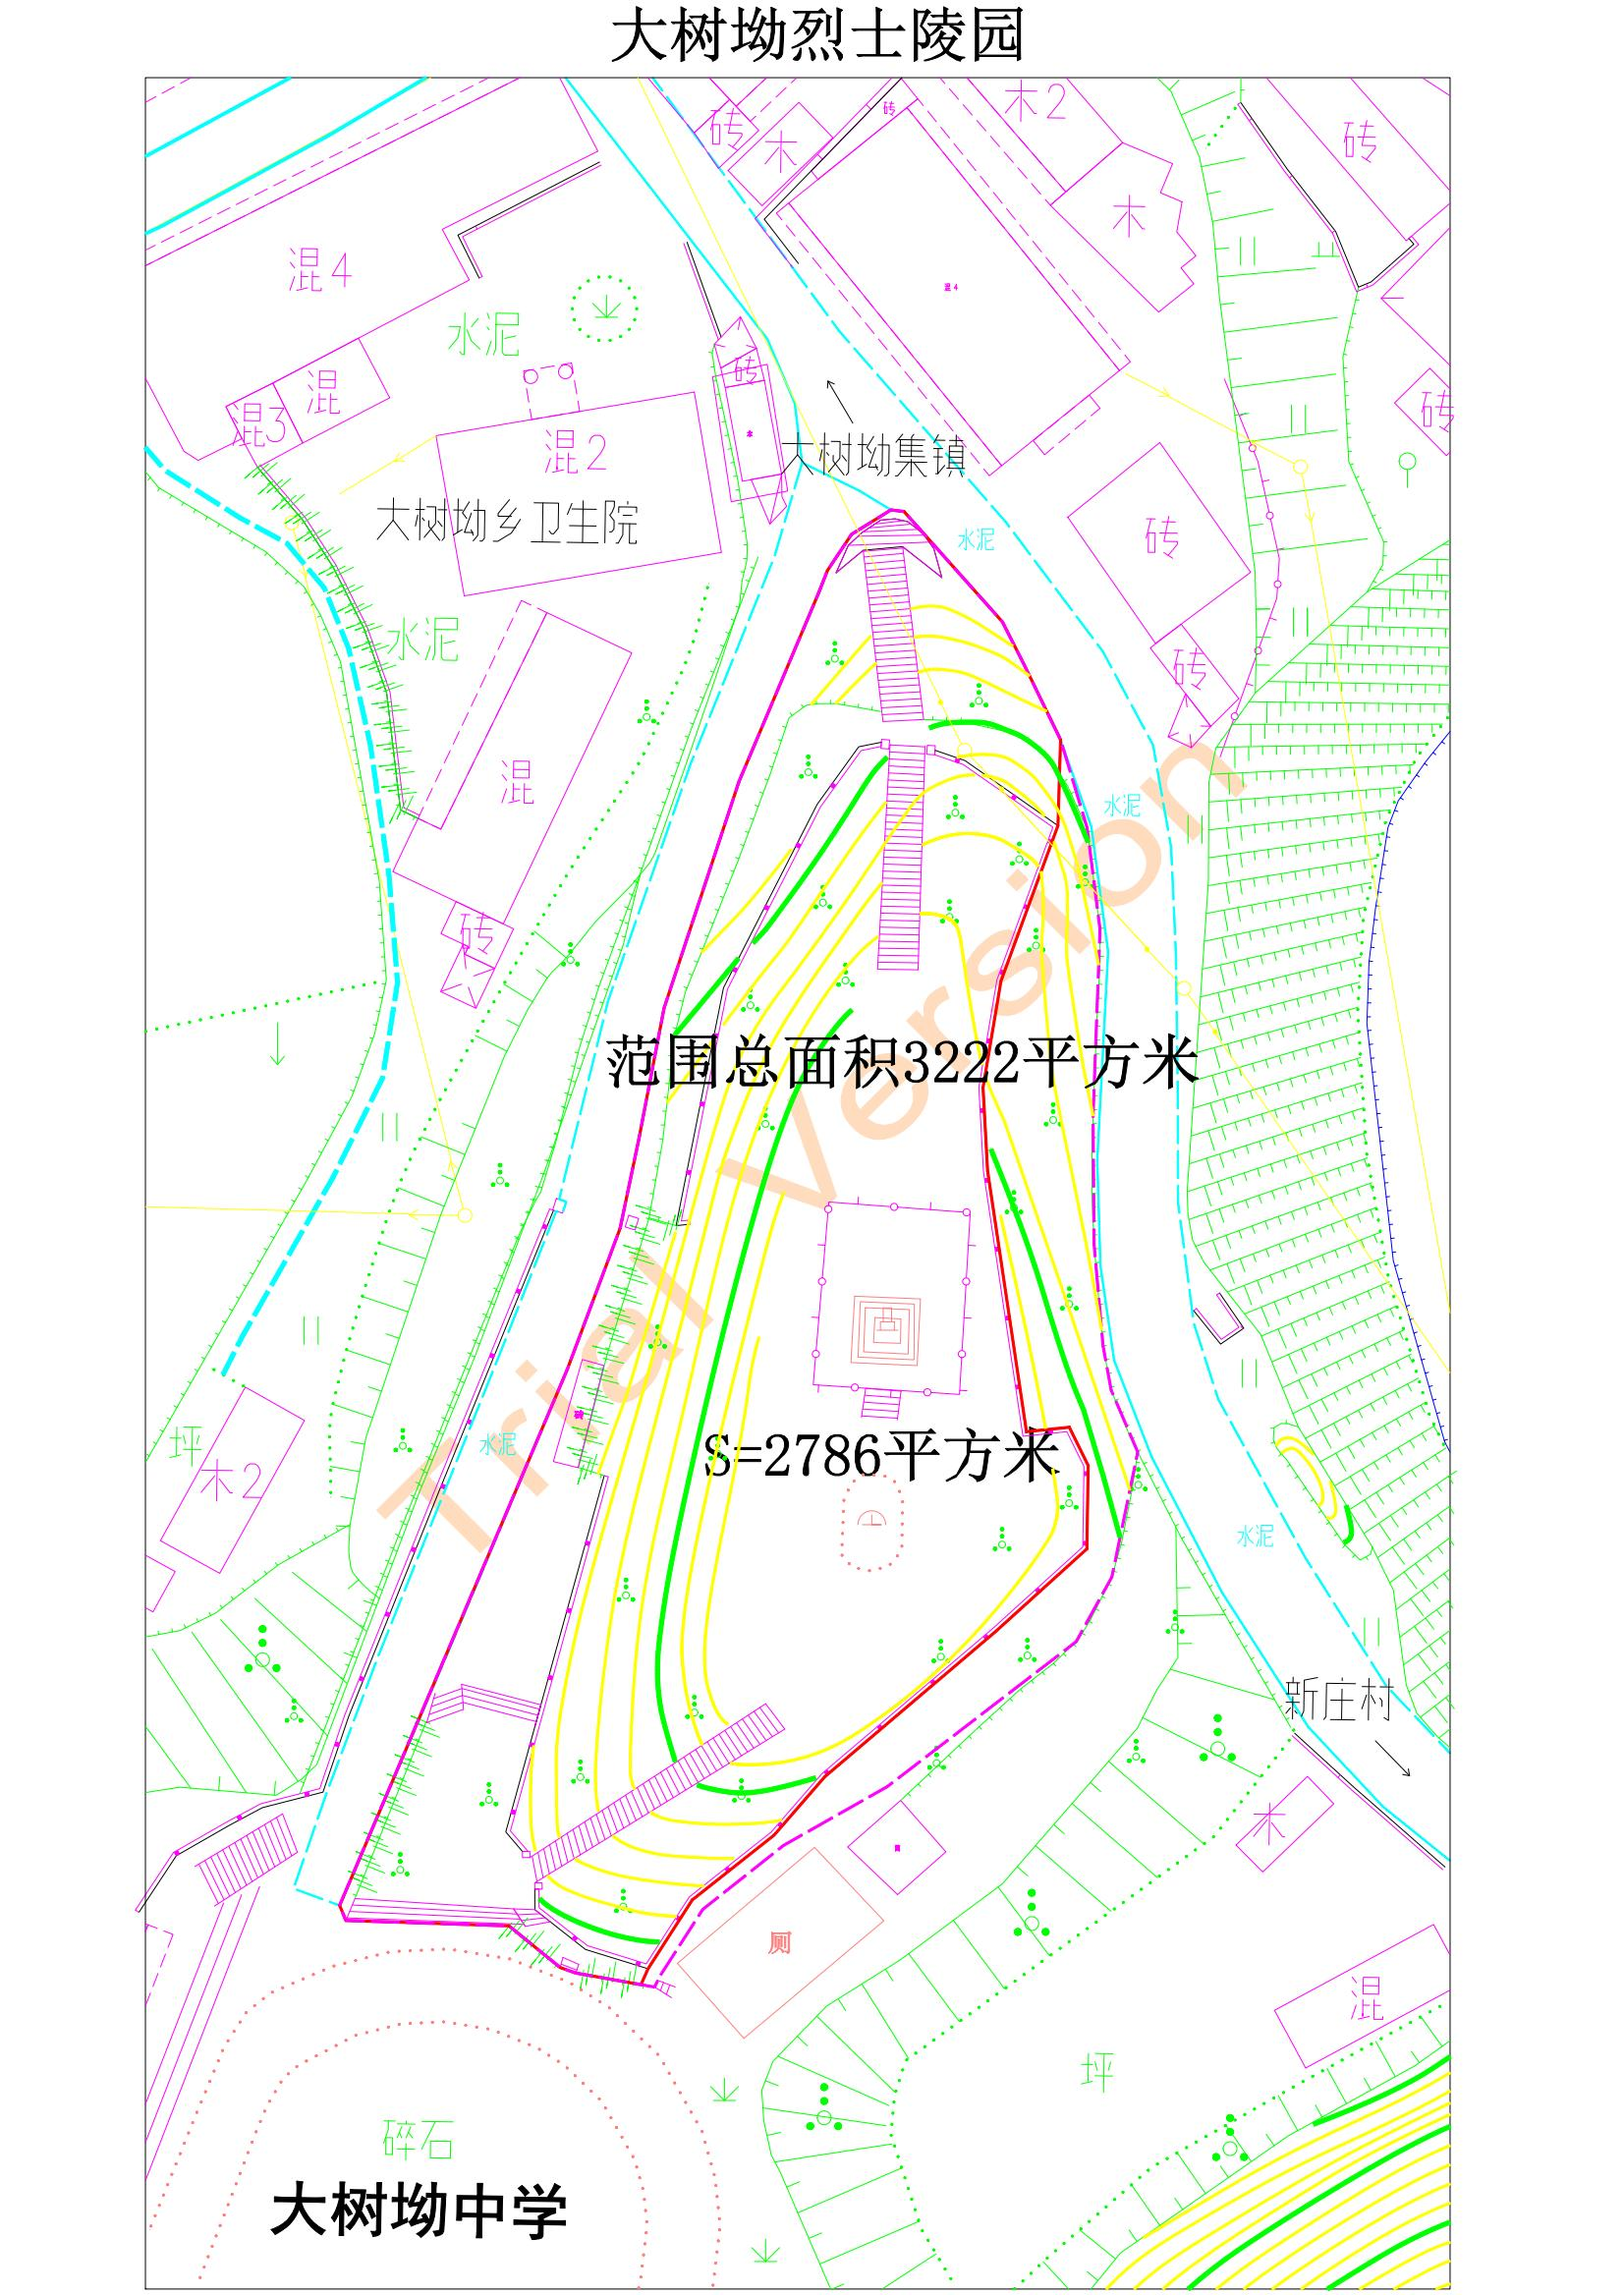 大树坳烈士陵园
砖
木
砖
木2
砖
木
混4
混4
水泥
砖
混
混3
混2
砖
大树坳集镇
大树坳乡卫生院
水泥
砖
水泥
砖
混
水泥
砖
范围总面积3222平方米
Trial Version
S=2786平方米
坪
木2
水泥
水泥
新庄村
木
厕
混
坪
碎石
大树坳中学